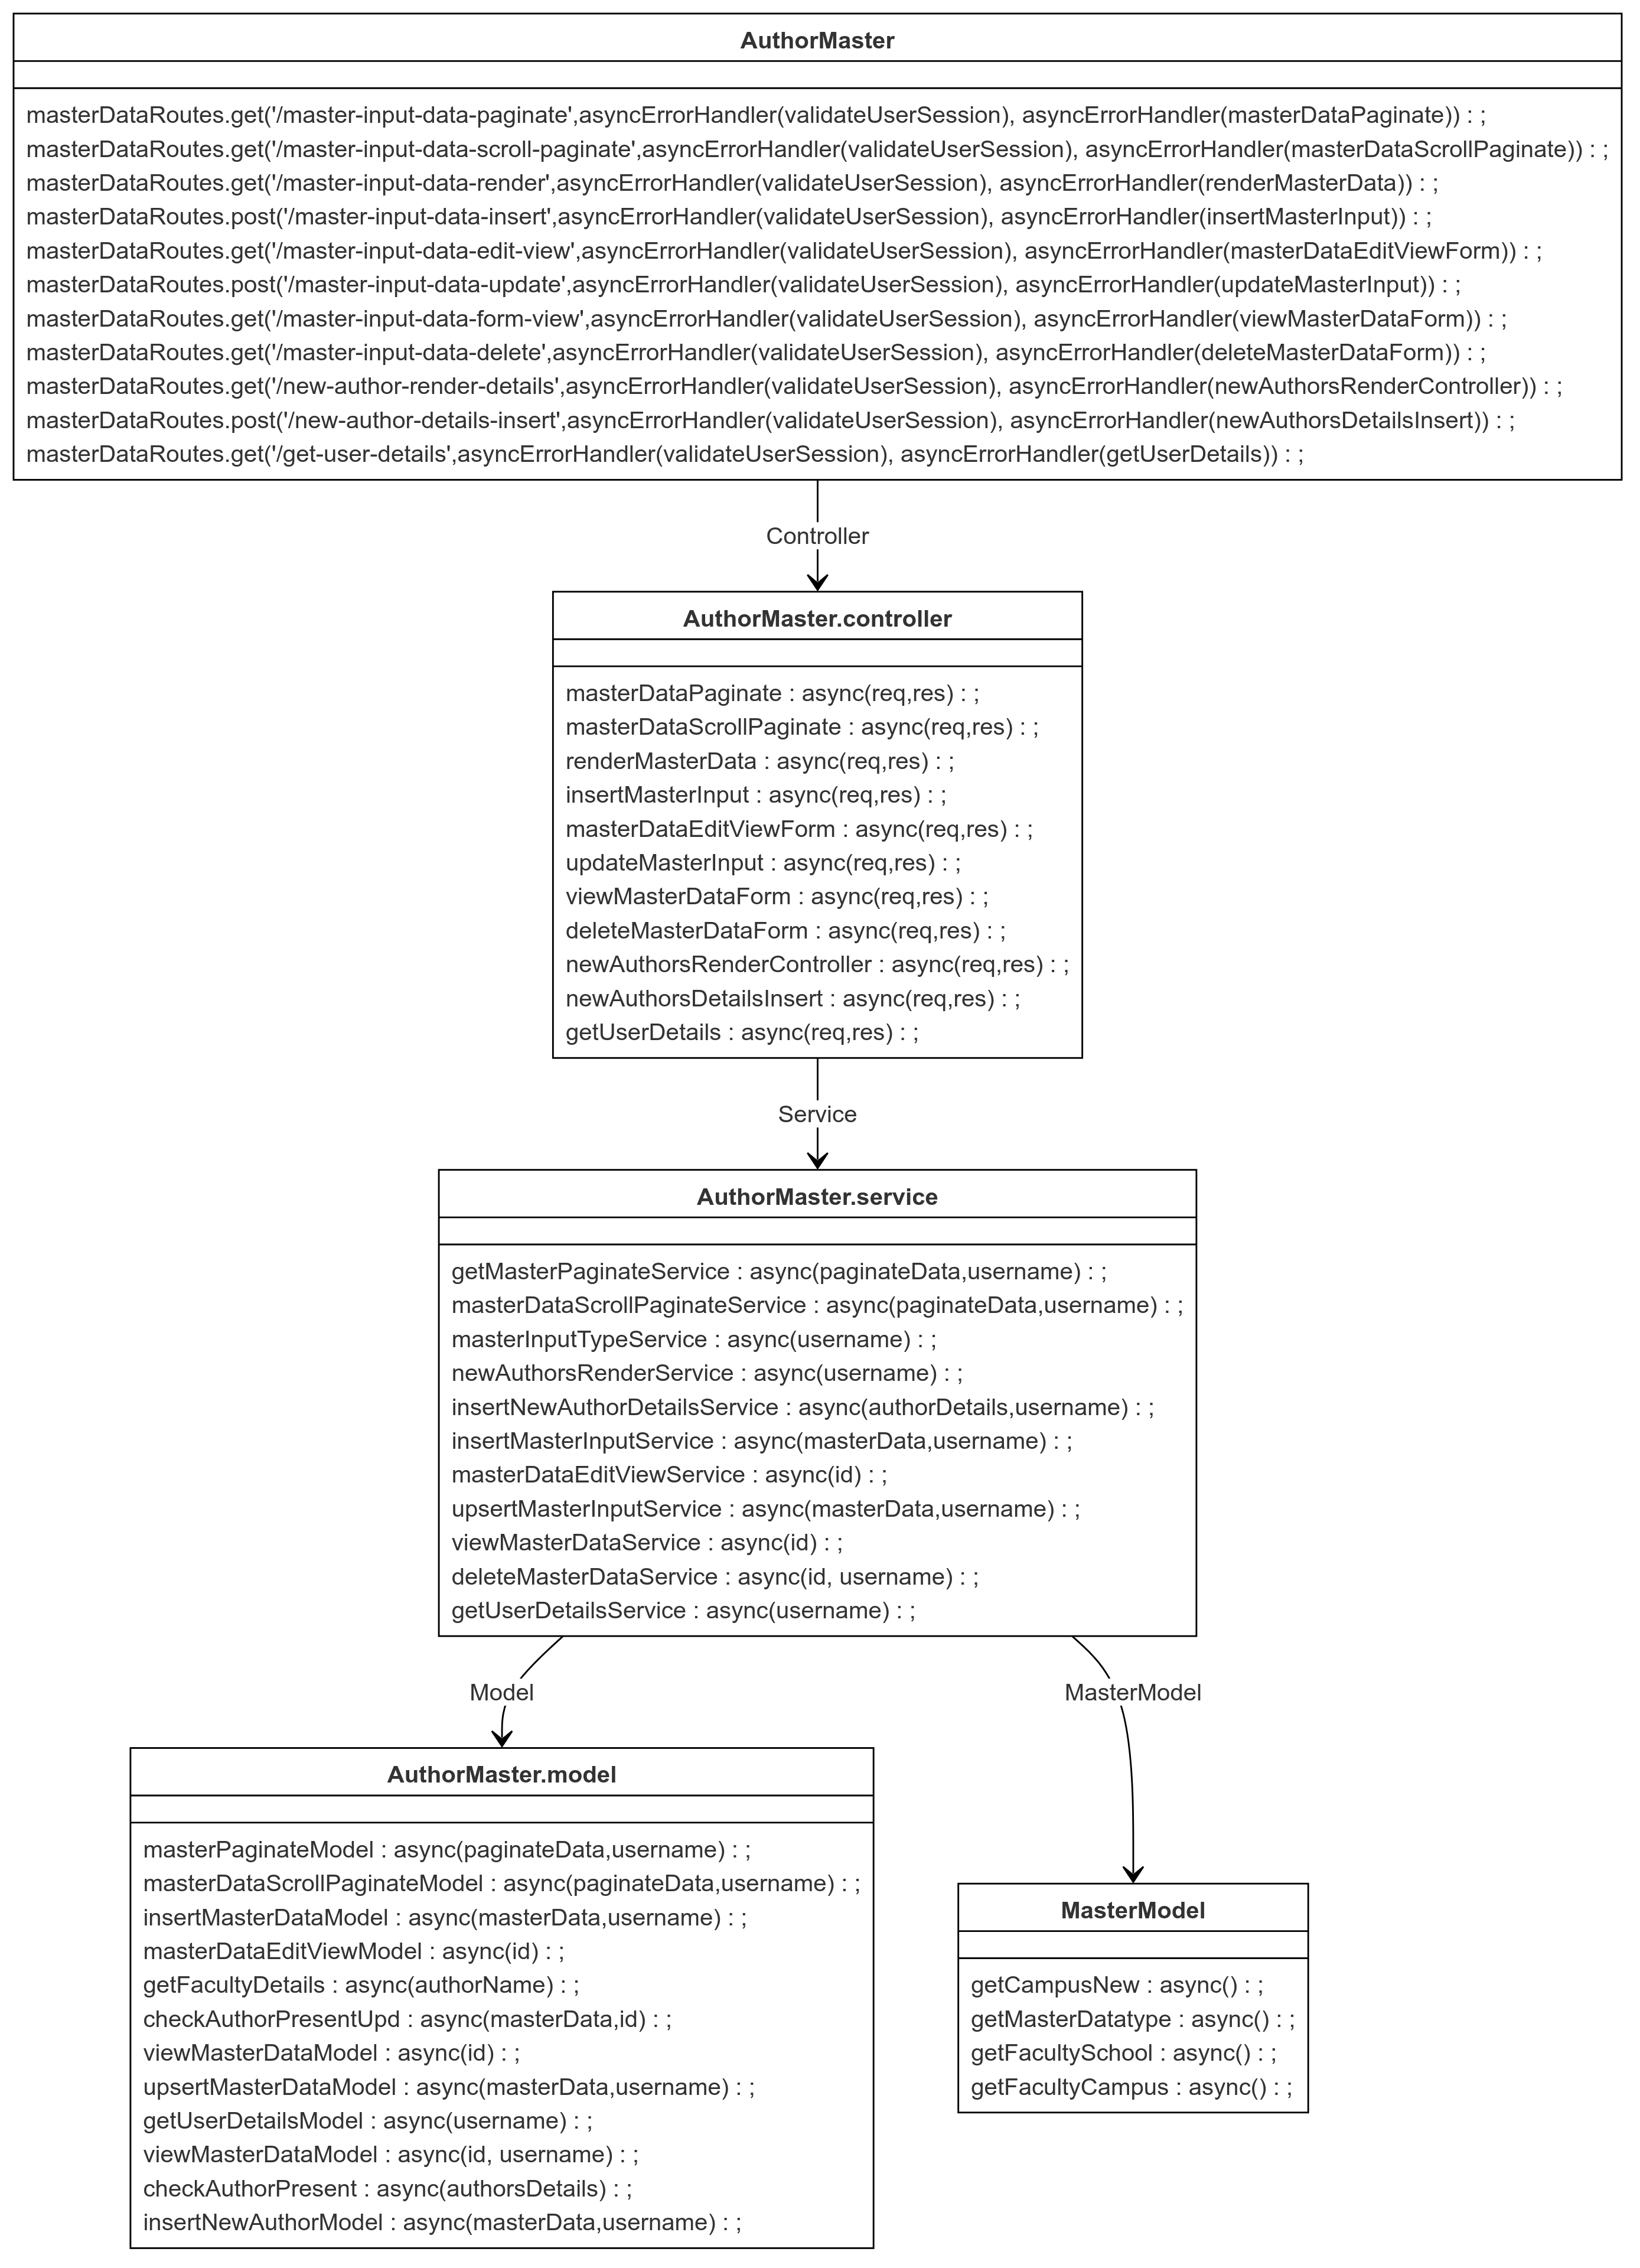 AuthorMaster
masterDataRoutes.get('/master-input-data-paginate',asyncErrorHandler(validateUserSession), asyncErrorHandler(masterDataPaginate)) : ;
masterDataRoutes.get('/master-input-data-scroll-paginate',asyncErrorHandler(validateUserSession), asyncErrorHandler(masterDataScrollPaginate)) : ;
masterDataRoutes.get('/master-input-data-render',asyncErrorHandler(validateUserSession), asyncErrorHandler(renderMasterData)) : ;
masterDataRoutes.post('/master-input-data-insert',asyncErrorHandler(validateUserSession), asyncErrorHandler(insertMasterInput)) : ;
masterDataRoutes.get('/master-input-data-edit-view',asyncErrorHandler(validateUserSession), asyncErrorHandler(masterDataEditViewForm)) : ;
masterDataRoutes.post('/master-input-data-update',asyncErrorHandler(validateUserSession), asyncErrorHandler(updateMasterInput)) : ;
masterDataRoutes.get('/master-input-data-form-view',asyncErrorHandler(validateUserSession), asyncErrorHandler(viewMasterDataForm)) : ;
masterDataRoutes.get('/master-input-data-delete',asyncErrorHandler(validateUserSession), asyncErrorHandler(deleteMasterDataForm)) : ;
masterDataRoutes.get('/new-author-render-details',asyncErrorHandler(validateUserSession), asyncErrorHandler(newAuthorsRenderController)) : ;
masterDataRoutes.post('/new-author-details-insert',asyncErrorHandler(validateUserSession), asyncErrorHandler(newAuthorsDetailsInsert)) : ;
masterDataRoutes.get('/get-user-details',asyncErrorHandler(validateUserSession), asyncErrorHandler(getUserDetails)) : ;
Controller
AuthorMaster.controller
masterDataPaginate : async(req,res) : ;
masterDataScrollPaginate : async(req,res) : ;
renderMasterData : async(req,res) : ;
insertMasterInput : async(req,res) : ;
masterDataEditViewForm : async(req,res) : ;
updateMasterInput : async(req,res) : ;
viewMasterDataForm : async(req,res) : ;
deleteMasterDataForm : async(req,res) : ;
newAuthorsRenderController : async(req,res) : ;
newAuthorsDetailsInsert : async(req,res) : ;
getUserDetails : async(req,res) : ;
Service
AuthorMaster.service
getMasterPaginateService : async(paginateData,username) : ;
masterDataScrollPaginateService : async(paginateData,username) : ;
masterInputTypeService : async(username) : ;
newAuthorsRenderService : async(username) : ;
insertNewAuthorDetailsService : async(authorDetails,username) : ;
insertMasterInputService : async(masterData,username) : ;
masterDataEditViewService : async(id) : ;
upsertMasterInputService : async(masterData,username) : ;
viewMasterDataService : async(id) : ;
deleteMasterDataService : async(id, username) : ;
getUserDetailsService : async(username) : ;
Model
AuthorMaster.model
masterPaginateModel : async(paginateData,username) : ;
masterDataScrollPaginateModel : async(paginateData,username) : ;
insertMasterDataModel : async(masterData,username) : ;
masterDataEditViewModel : async(id) : ;
getFacultyDetails : async(authorName) : ;
checkAuthorPresentUpd : async(masterData,id) : ;
viewMasterDataModel : async(id) : ;
upsertMasterDataModel : async(masterData,username) : ;
getUserDetailsModel : async(username) : ;
viewMasterDataModel : async(id, username) : ;
checkAuthorPresent : async(authorsDetails) : ;
insertNewAuthorModel : async(masterData,username) : ;
MasterModel
MasterModel
getCampusNew : async() : ;
getMasterDatatype : async() : ;
getFacultySchool : async() : ;
getFacultyCampus : async() : ;